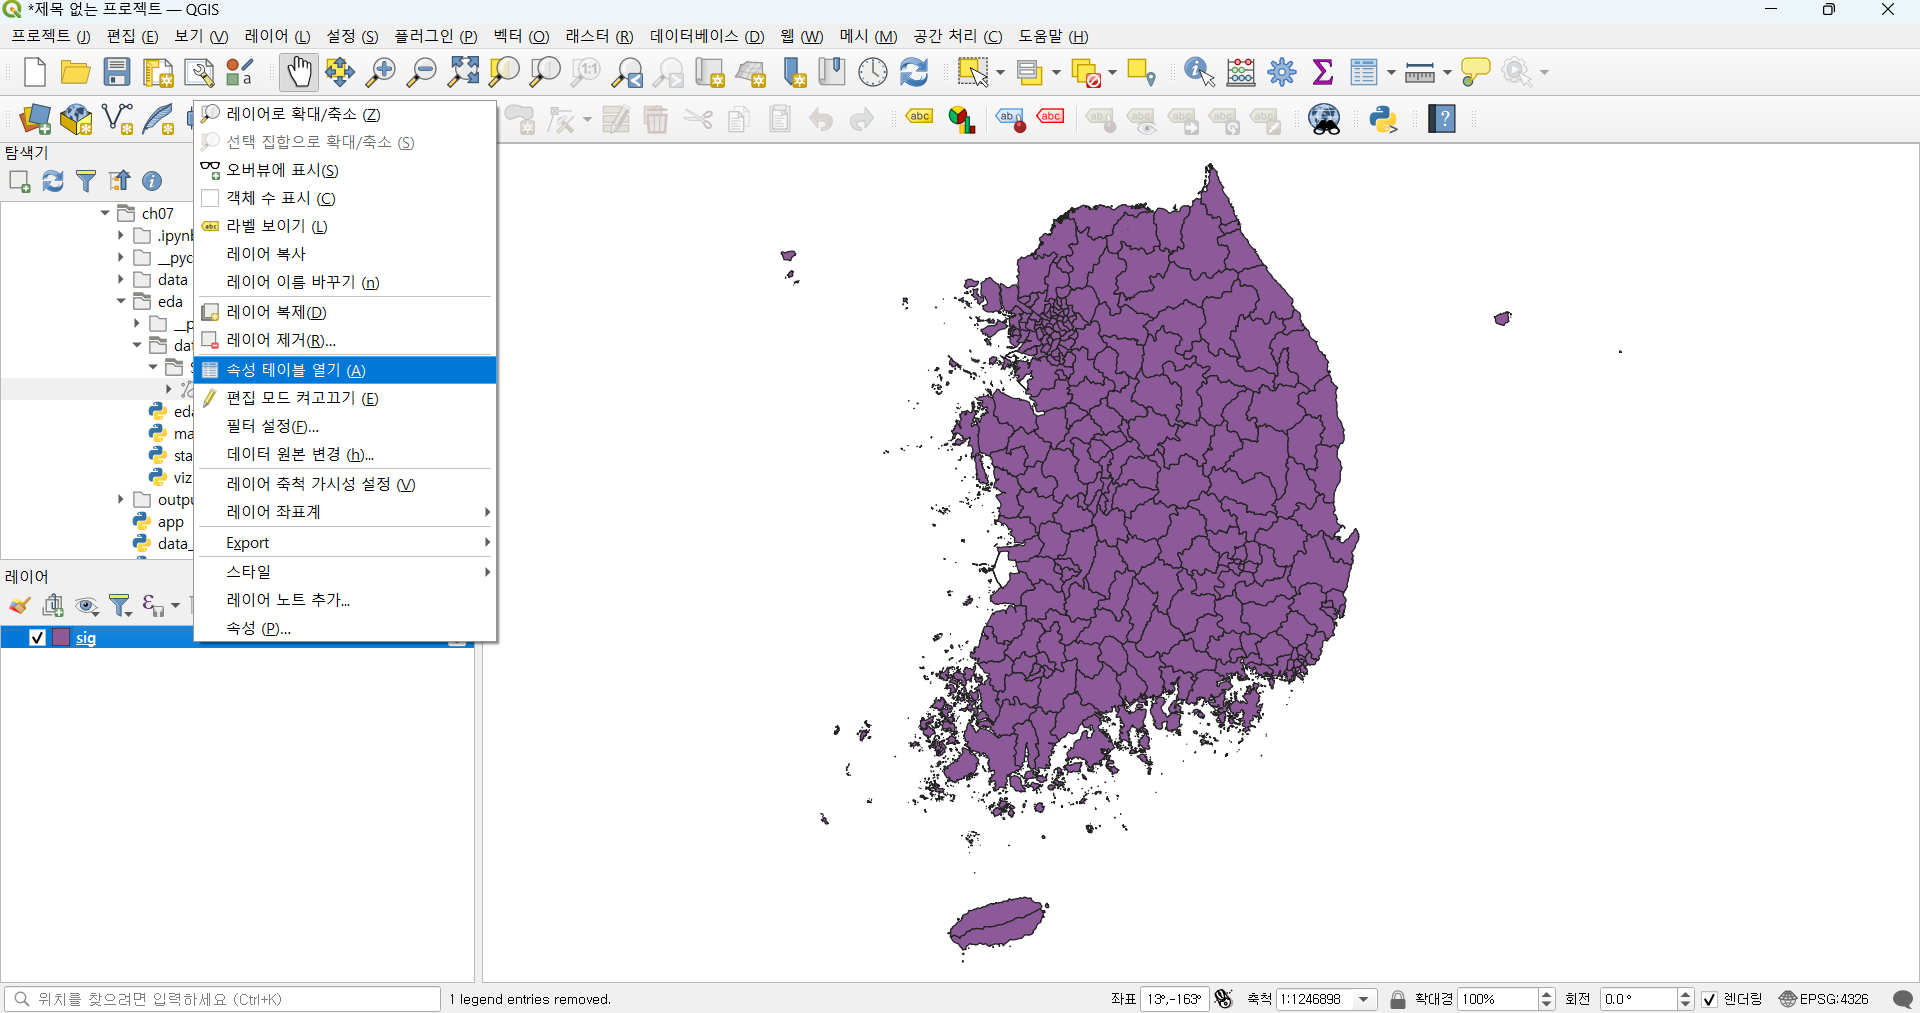 *제목 없는 프로젝트 — QGIS
프로젝트 (J) 편집 (E) 보기 (V) 레이어 (L) 설정 (S) 플러그인 (P) 벡터 (O) 래스터 (R) 데이터베이스 (D) 웹 (W) 메시 (M) 공간 처리 (C) 도움말 (H)
1:1
abc ab abc ab abc
탐색기
ch07
data
eda
app
레이어로 확대/축소 (Z)
선택 집합으로 확대/축소 (S)
오버뷰에 표시(S)
객체 수 표시 (C)
abc 라벨 보이기 (L)
레이어 복사
레이어 이름 바꾸기 (n)
레이어 복제(D)
레이어 제거(R)...
속성 테이블 열기 (A)
편집 모드 켜고끄기 (E)
필터 설정(F)...
데이터 원본 변경 (h)...
레이어 축척 가시성 설정 (V)
레이어 좌표계
Export
스타일
레이어 노트 추가...
속성 (P)...
레이어
sig
위치를 찾으려면 입력하세요 (Ctrl+K)
1 legend entries removed.
좌표 13°,-163° 축척 1:1246898 확대경 100% 회전 0.0 ° 렌더링 EPSG:4326